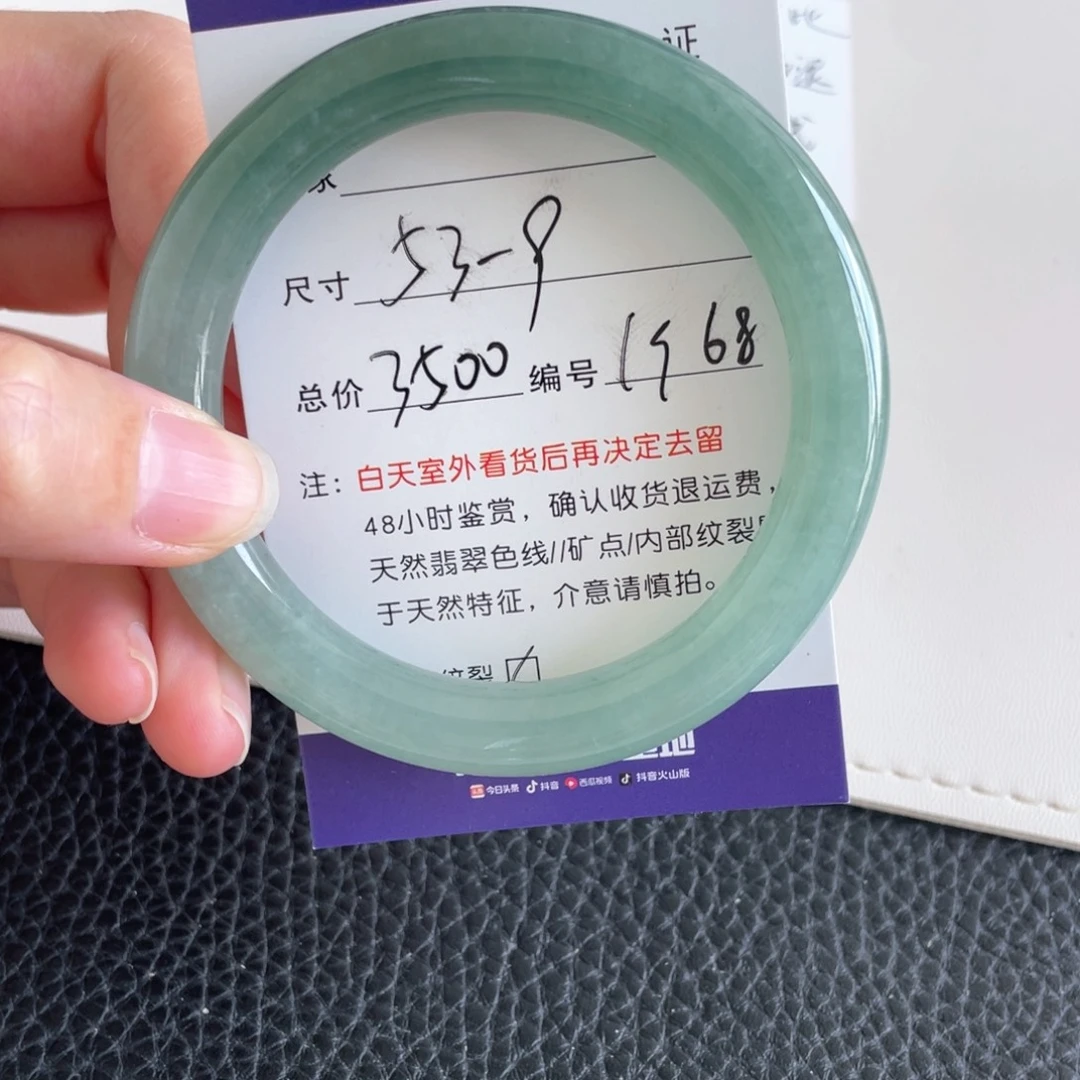 证
尺寸 53-9
总价 3500 编号 1968
注：白天室外看货后再决定去留
48小时鉴赏，确认收货退运费，
天然翡翠色线//矿点/内部纹裂
于天然特征，介意请慎拍。
纹裂
今日头条 抖音 西瓜视频 抖音火山版